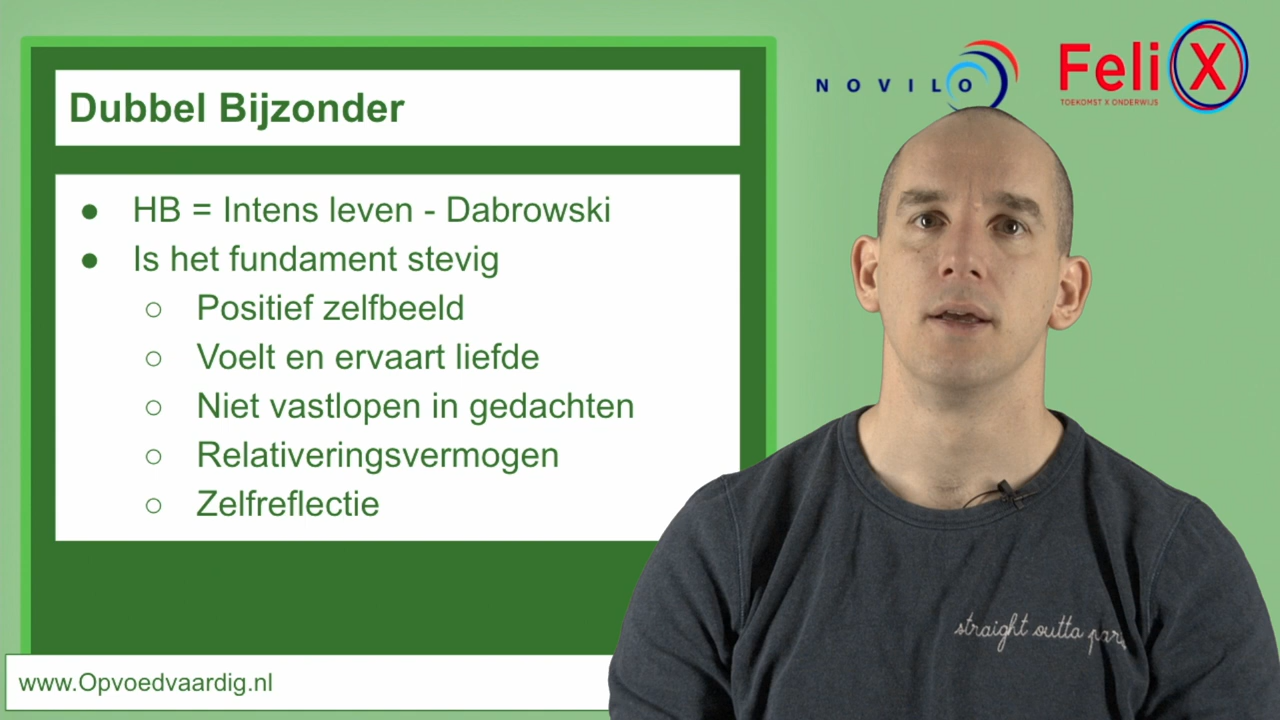 NOVILO
FeliX
TOEKOMST X ONDERWIJS
Dubbel Bijzonder
● HB = Intens leven - Dabrowski
● Is het fundament stevig
○ Positief zelfbeeld
○ Voelt en ervaart liefde
○ Niet vastlopen in gedachten
○ Relativeringsvermogen
○ Zelfreflectie
straight outta
www.Opvoedvaardig.nl